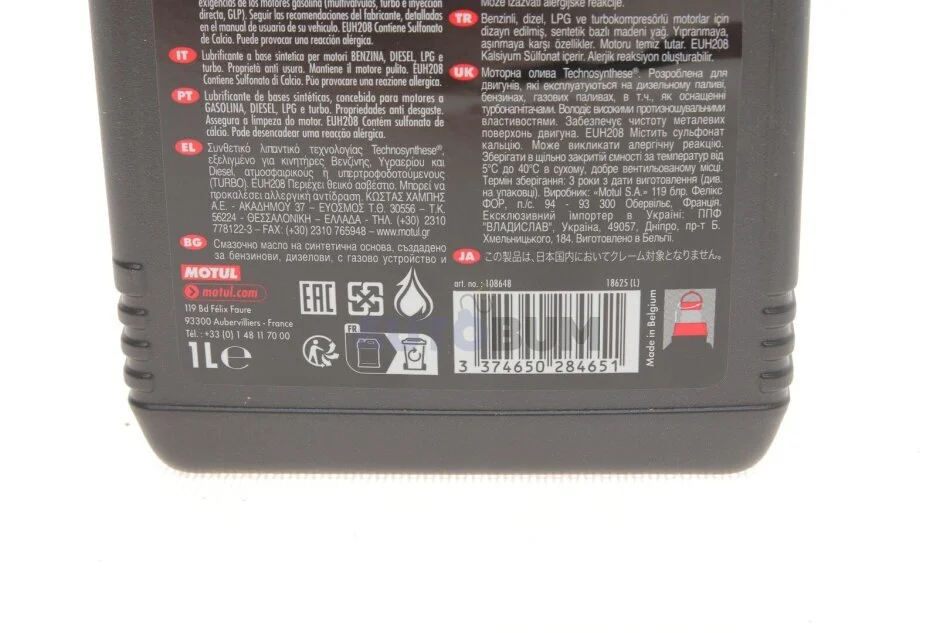 exigencias de los motores gasolina (multiválvulas, turbo e inyección
directa, GLP). Seguir las recomendaciones del fabricante, detalladas
en el manual de usuario de su vehículo. EUH208 Contiene Sulfonato
de Calcio. Puede provocar una reacción alérgica.
IT Lubrificante a base sintetica per motori BENZINA, DIESEL, LPG e
turbo. Proprietà anti usura. Mantiene il motore pulito. EUH208
Contiene Sulfonato di Calcio. Púo provocare una reazione allergica.
PT Lubrificante de bases sintéticas, concebido para motores a
GASOLINA, DIESEL, LPG e turbo. Propriedades anti desgaste.
Assegura a limpeza do motor. EUH208 Contém sulfonato de
cálcio. Pode desencadear uma reacção alérgica.
EL Συνθετικό λιπαντικό τεχνολογίας Technosynthese®,
εξελιγμένο για κινητήρες Βενζίνης, Υγραερίου και
Diesel, ατμοσφαιρικούς ή υπερτροφοδοτούμενους
(TURBO). EUH208 Περιέχει θειικό ασβέστιο. Μπορεί να
προκαλέσει αλλεργική αντίδραση. ΚΩΣΤΑΣ ΧΑΜΠΗΣ
Α.Ε. - ΑΚΑΔΗΜΟΥ 37 – ΕΥΟΣΜΟΣ Τ.Θ. 30556 – Τ.Κ.
56224 - ΘΕΣΣΑΛΟΝΙΚΗ – ΕΛΛΑΔΑ - ΤΗΛ: (+30) 2310
778122-3 – FAX: (+30) 2310 765948 – www.motul.gr
BG Смазочно масло на синтетична основа, създадено
за бензинови, дизелови, с газово устройство и
MOTUL
motul.com
119 Bd Félix Faure
93300 Aubervilliers - France
Tél. : +33 (0) 1 48 11 70 00
1L℮
EAC
FR
Може izazvati alergijske reakcije.
TR Benzinli, dizel, LPG ve turbokompresörlü motorlar için
dizayn edilmiş, sentetik bazlı madeni yağ. Yıpranmaya,
aşınmaya karşı özellikler. Motoru temiz tutar. EUH208
Kalsiyum Sülfonat içerir. Alerjik reaksiyon oluşturabilir.
UK Моторна олива Technosynthese®. Розроблена для
двигунів, які експлуатуються на дизельному паливі,
бензинах, газових паливах, в т.ч., як оснащені
турбонагнітачами. Володіє високими протизношувальними
властивостями. Забезпечує чистоту металевих
поверхонь двигуна. EUH208 Містить сульфонат
кальцію. Може викликати алергічну реакцію.
Зберігати в щільно закритій ємності за температур від
5°C до 40°C в сухому, добре вентильованому місці.
Термін зберігання: 3 роки з дати виготовлення (див.
на упаковці). Виробник: «Motul S.A.» 119 блр. Фелікс
ФОР, п./с. 94 - 93 300 Обервільє, Франція.
Ексклюзивний імпортер в Україні: ППФ
"ВЛАДИСЛАВ", Україна, 49057, Дніпро, пр-т Б.
Хмельницького, 184. Виготовлено в Бельгії.
JA この製品は、日本国内においてクレーム対象となりません。
art. no. : 108648 18625 (L)
3 374650 284651
Made in Belgium
AUTOBUM